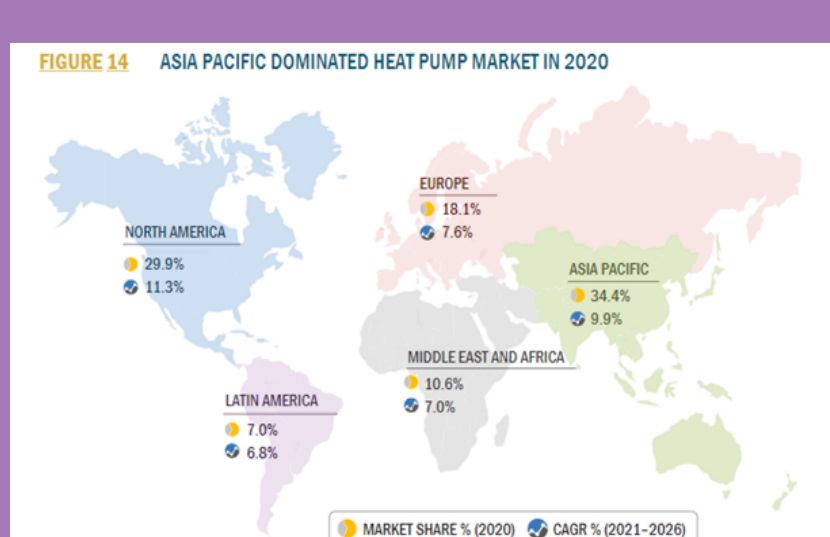 FIGURE 14 ASIA PACIFIC DOMINATED HEAT PUMP MARKET IN 2020
EUROPE
18.1%
7.6%
NORTH AMERICA
29.9%
11.3%
ASIA PACIFIC
34.4%
9.9%
MIDDLE EAST AND AFRICA
10.6%
7.0%
LATIN AMERICA
7.0%
6.8%
MARKET SHARE % (2020) CAGR % (2021–2026)